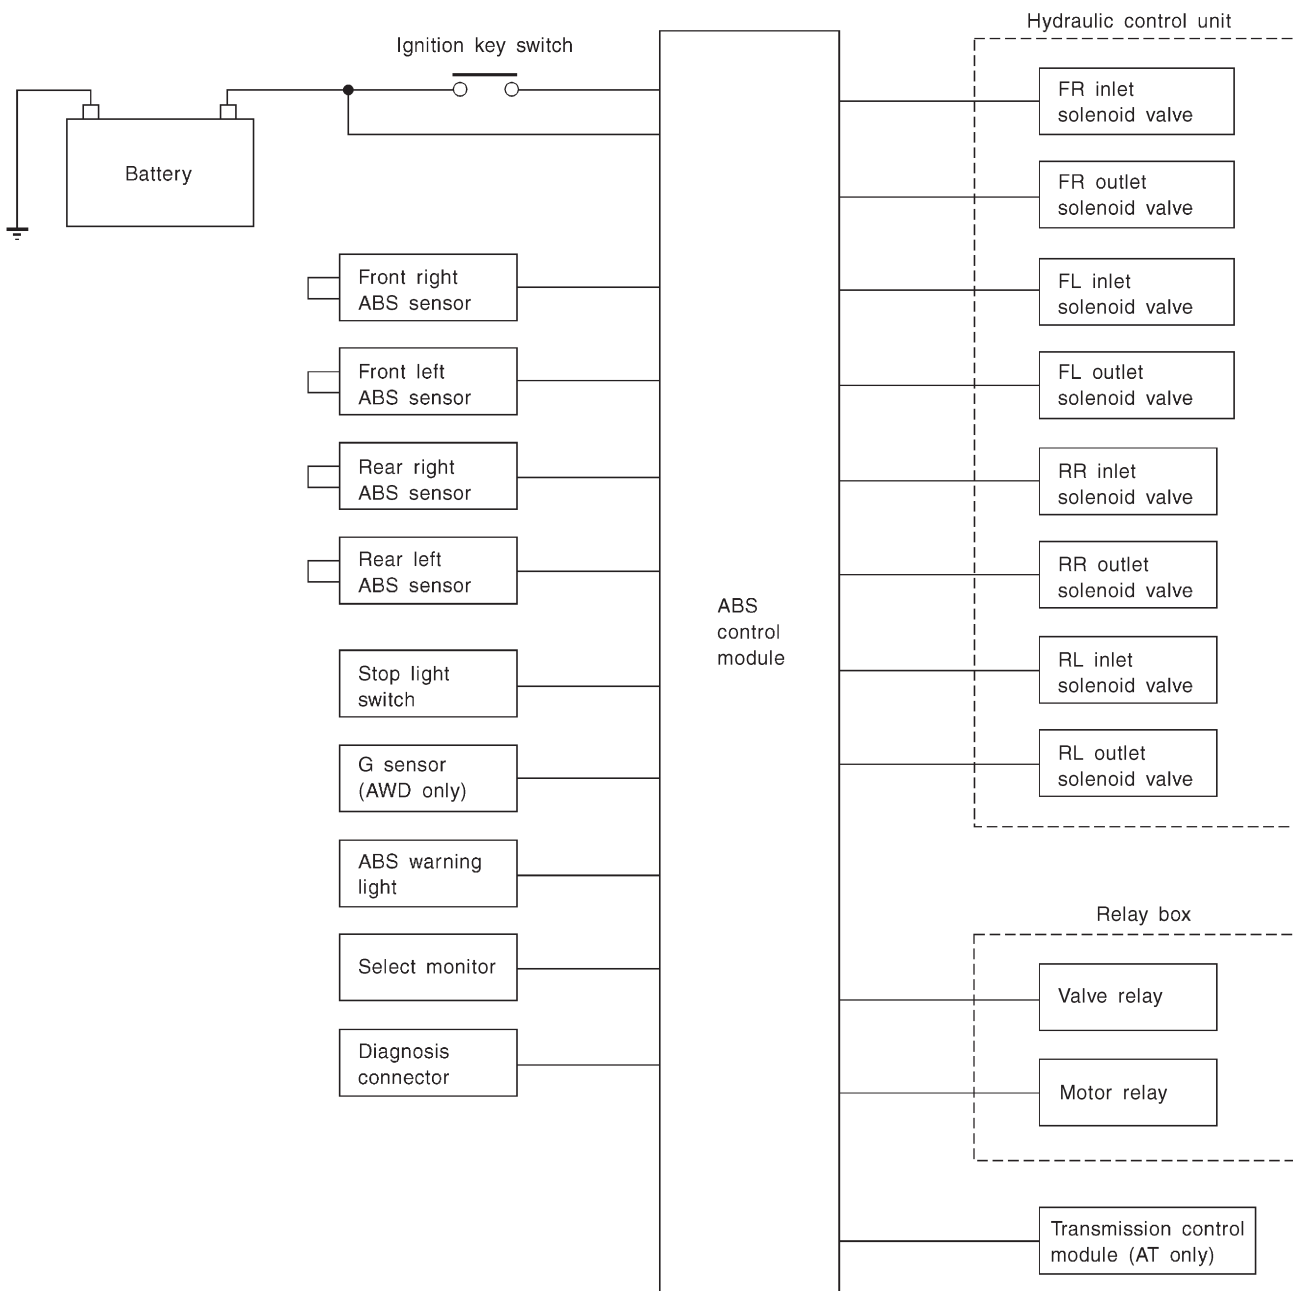 Hydraulic control unit
Ignition key switch
FR inlet
solenoid valve
Battery
FR outlet
solenoid valve
Front right
ABS sensor
FL inlet
solenoid valve
Front left
ABS sensor
FL outlet
solenoid valve
Rear right
ABS sensor
RR inlet
solenoid valve
Rear left
ABS sensor
RR outlet
solenoid valve
ABS
control
module
Stop light
switch
RL inlet
solenoid valve
G sensor
(AWD only)
RL outlet
solenoid valve
ABS warning
light
Relay box
Select monitor
Valve relay
Diagnosis
connector
Motor relay
Transmission control
module (AT only)